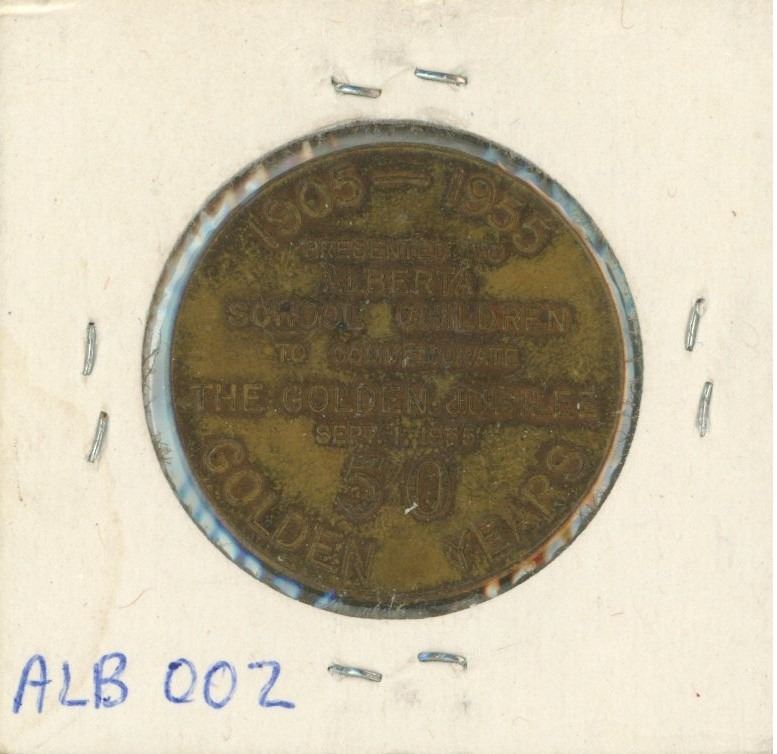 1905 — 1955
PRESENTED TO
ALBERTA
SCHOOL CHILDREN
TO COMMEMORATE
THE GOLDEN JUBILEE
SEPT. 1, 1955
50
GOLDEN YEARS
ALB 002